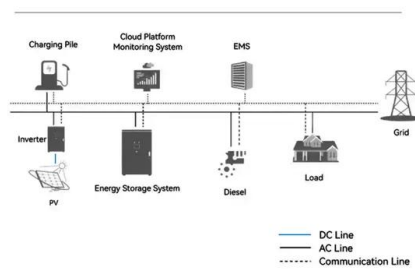 Charging Pile
Cloud Platform
Monitoring System
EMS
Grid
Inverter
PV
Energy Storage System
Diesel
Load
DC Line
AC Line
Communication Line